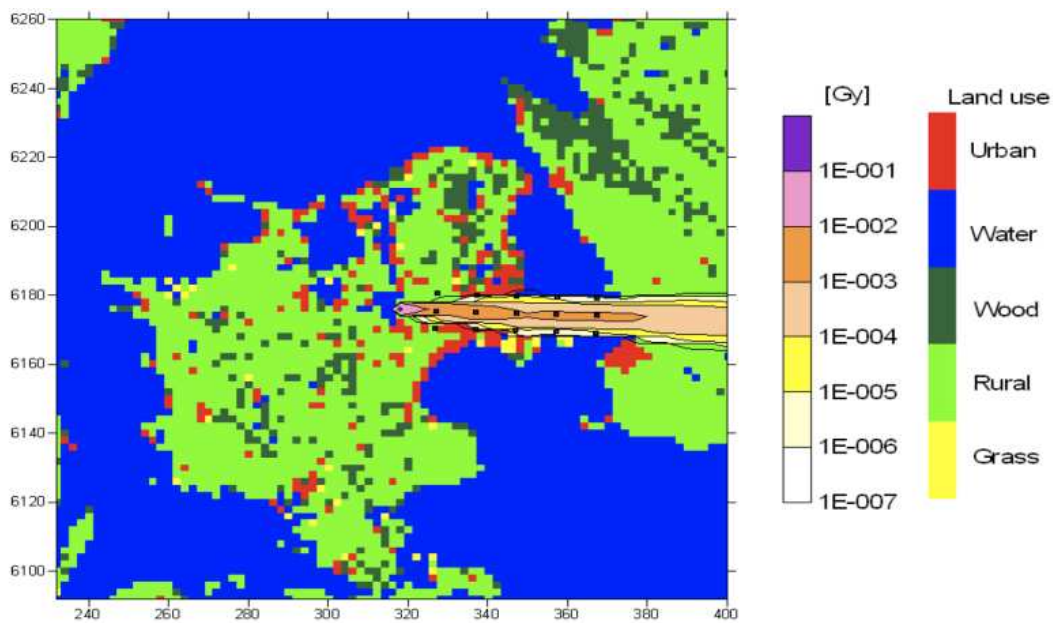 6260
6240
6220
6200
6180
6160
6140
6120
6100
240 260 280 300 320 340 360 380 400
[Gy]
1E-001
1E-002
1E-003
1E-004
1E-005
1E-006
1E-007
Land use
Urban
Water
Wood
Rural
Grass